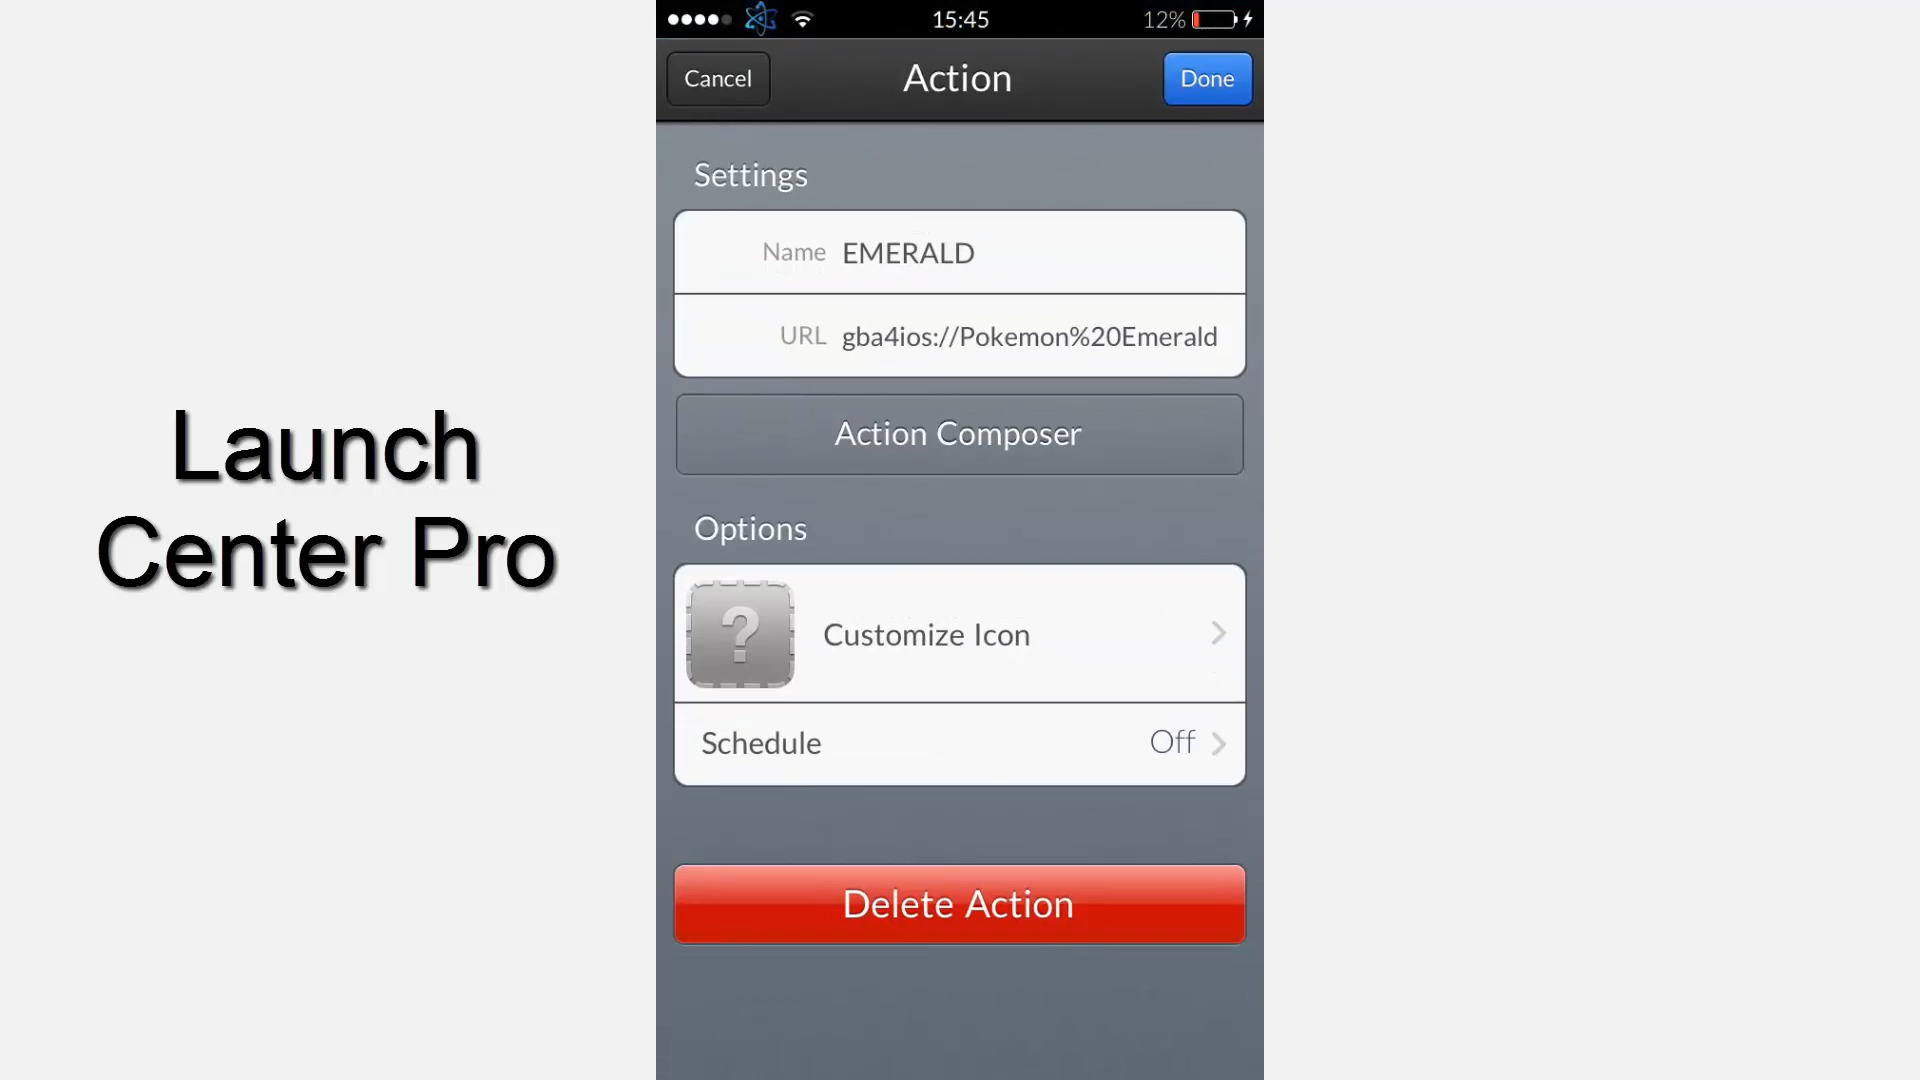 15:45
12%
Cancel
Action
Done
Settings
Name EMERALD
URL gba4ios://Pokemon%20Emerald
Action Composer
Launch
Center Pro
Options
?
Customize Icon
Schedule Off
Delete Action